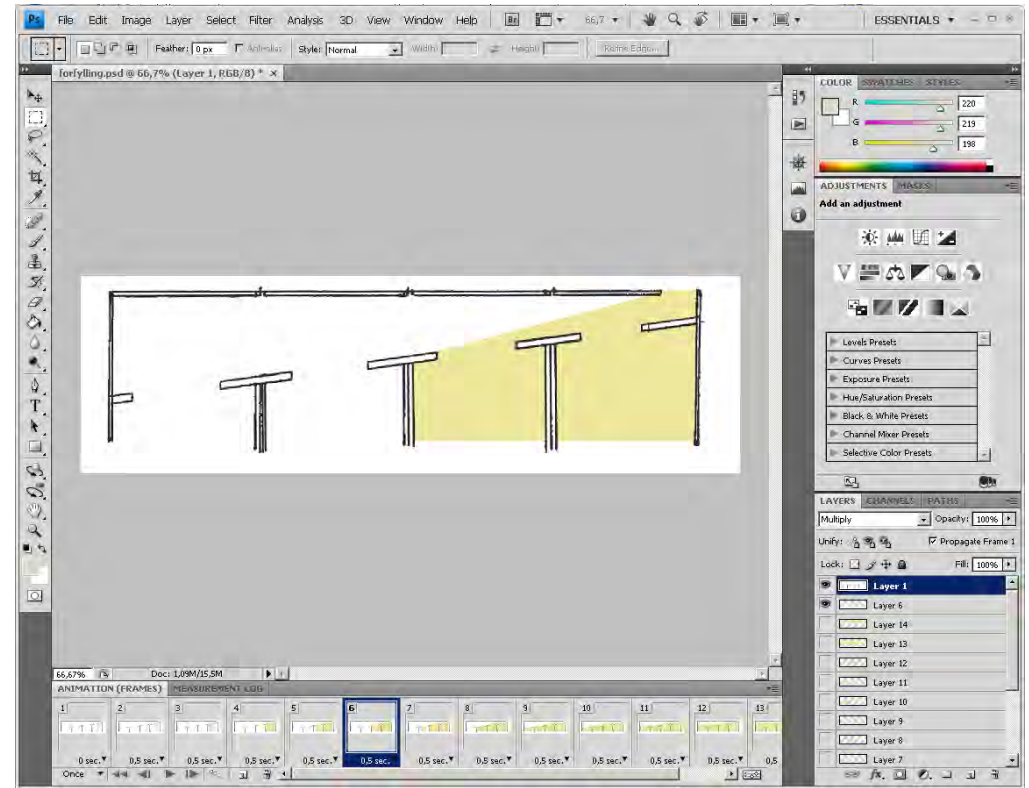 Ps File Edit Image Layer Select Filter Analysis 3D View Window Help Br 66,7 ESSENTIALS
Feather: 0 px Anti-alias Style: Normal Width: Height: Refine Edge...
forfylling.psd @ 66,7% (Layer 1, RGB/8) * ×
COLOR SWATCHES STYLES
R 220
G 219
B 198
ADJUSTMENTS MASKS
Add an adjustment
Levels Presets
Curves Presets
Exposure Presets
Hue/Saturation Presets
Black & White Presets
Channel Mixer Presets
Selective Color Presets
LAYERS CHANNELS PATHS
Multiply Opacity: 100%
Unify: Propagate Frame 1
Lock: Fill: 100%
Layer 1
Layer 6
Layer 14
Layer 13
Layer 12
Layer 11
Layer 10
Layer 9
Layer 8
Layer 7
66,67% Doc: 1,09M/15,5M
ANIMATION (FRAMES) MEASUREMENT LOG
1 2 3 4 5 6 7 8 9 10 11 12 13
0 sec. 0,5 sec. 0,5 sec. 0,5 sec. 0,5 sec. 0,5 sec. 0,5 sec. 0,5 sec. 0,5 sec. 0,5 sec. 0,5 sec. 0,5 sec. 0,5
Once
fx.